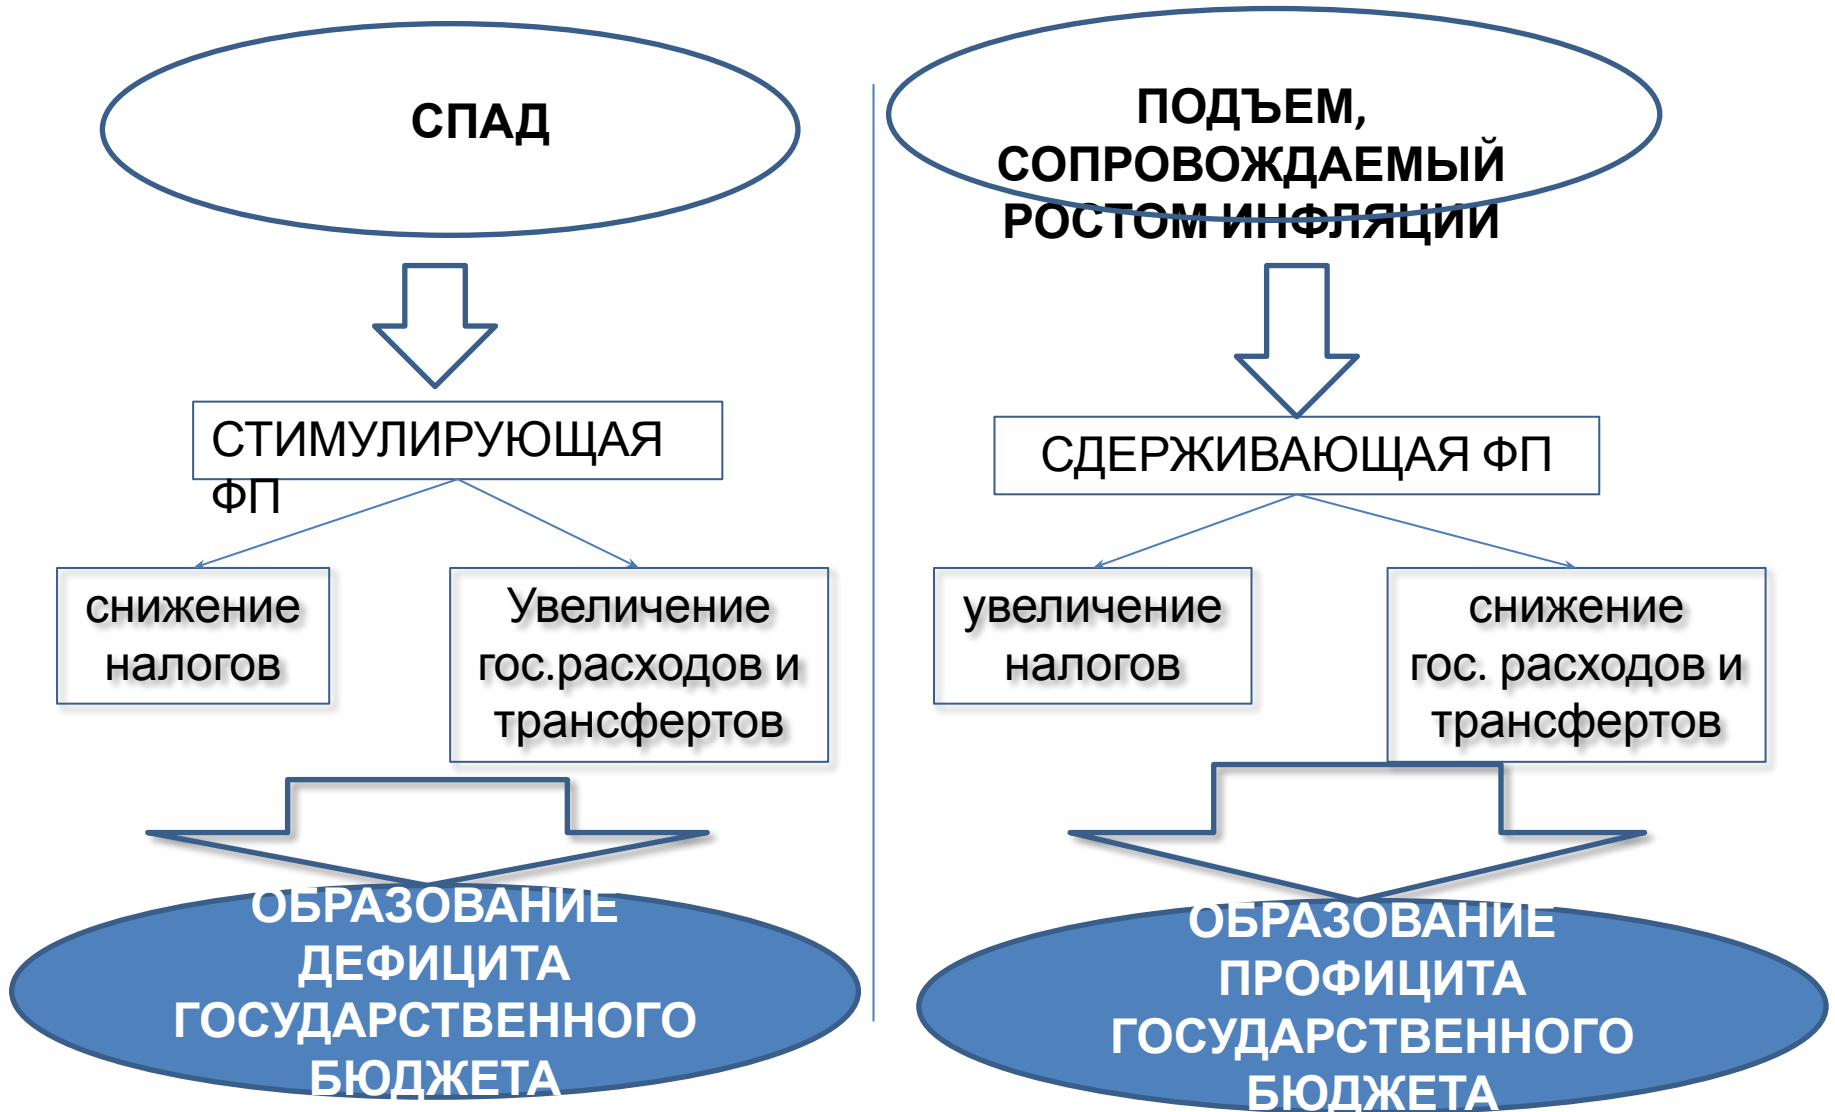 СПАД
СТИМУЛИРУЮЩАЯ
ФП
снижение
налогов
Увеличение
гос.расходов и
трансфертов
ОБРАЗОВАНИЕ
ДЕФИЦИТА
ГОСУДАРСТВЕННОГО
БЮДЖЕТА
ПОДЪЕМ,
СОПРОВОЖДАЕМЫЙ
РОСТОМ ИНФЛЯЦИИ
СДЕРЖИВАЮЩАЯ ФП
увеличение
налогов
снижение
гос. расходов и
трансфертов
ОБРАЗОВАНИЕ
ПРОФИЦИТА
ГОСУДАРСТВЕННОГО
БЮДЖЕТА